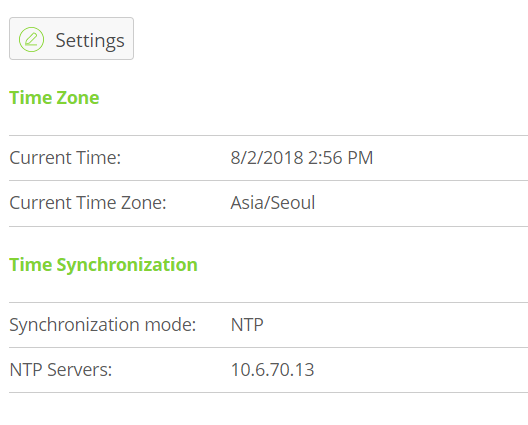 Settings
Time Zone
Current Time: 8/2/2018 2:56 PM
Current Time Zone: Asia/Seoul
Time Synchronization
Synchronization mode: NTP
NTP Servers: 10.6.70.13